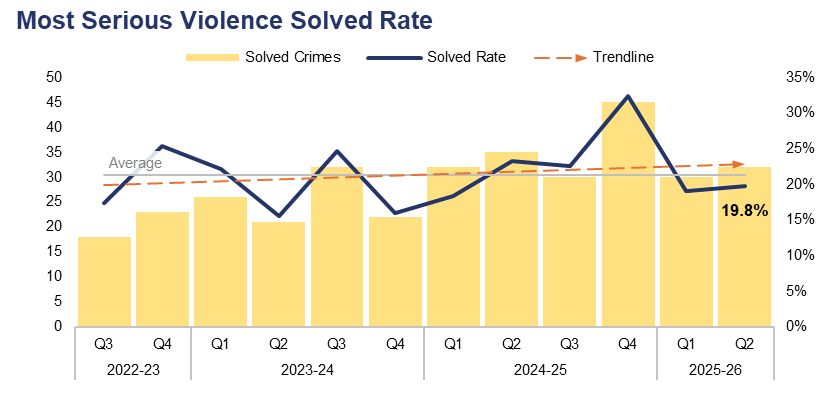 Most Serious Violence Solved Rate
Solved Crimes Solved Rate Trendline
50 35%
45 30%
40 25%
35 20%
30 15%
25 10%
20 5%
15 0%
10
5
0
Average
19.8%
Q3 Q4 Q1 Q2 Q3 Q4 Q1 Q2 Q3 Q4 Q1 Q2
2022-23 2023-24 2024-25 2025-26